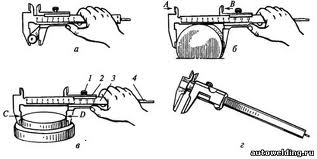 A B
а б
1 2 3 4
C D
в г
autowelding.ru